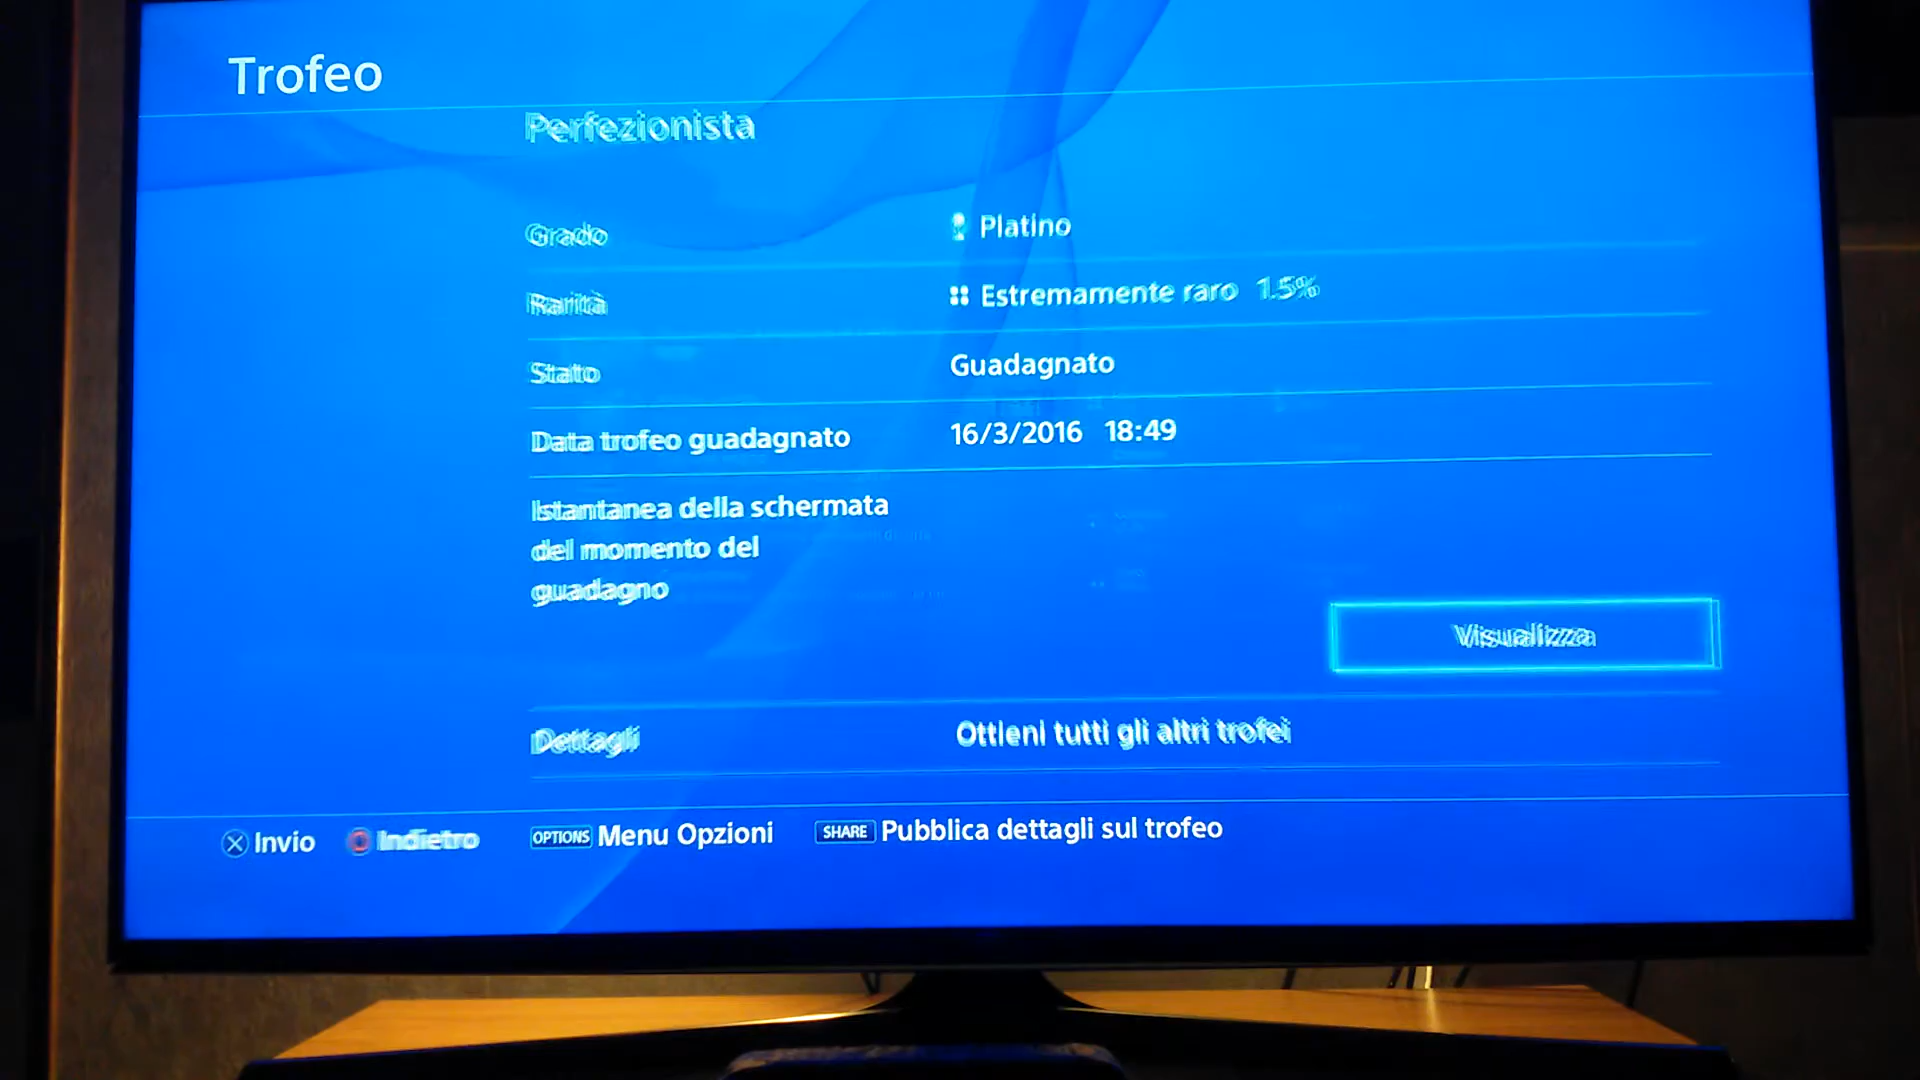 Trofeo
Perfezionista
Grado Platino
Rarità Estremamente raro 1.5%
Stato Guadagnato
Data trofeo guadagnato 16/3/2016 18:49
Istantanea della schermata
del momento del
guadagno
Visualizza
Dettagli Ottieni tutti gli altri trofei
Invio Indietro OPTIONS Menu Opzioni SHARE Pubblica dettagli sul trofeo